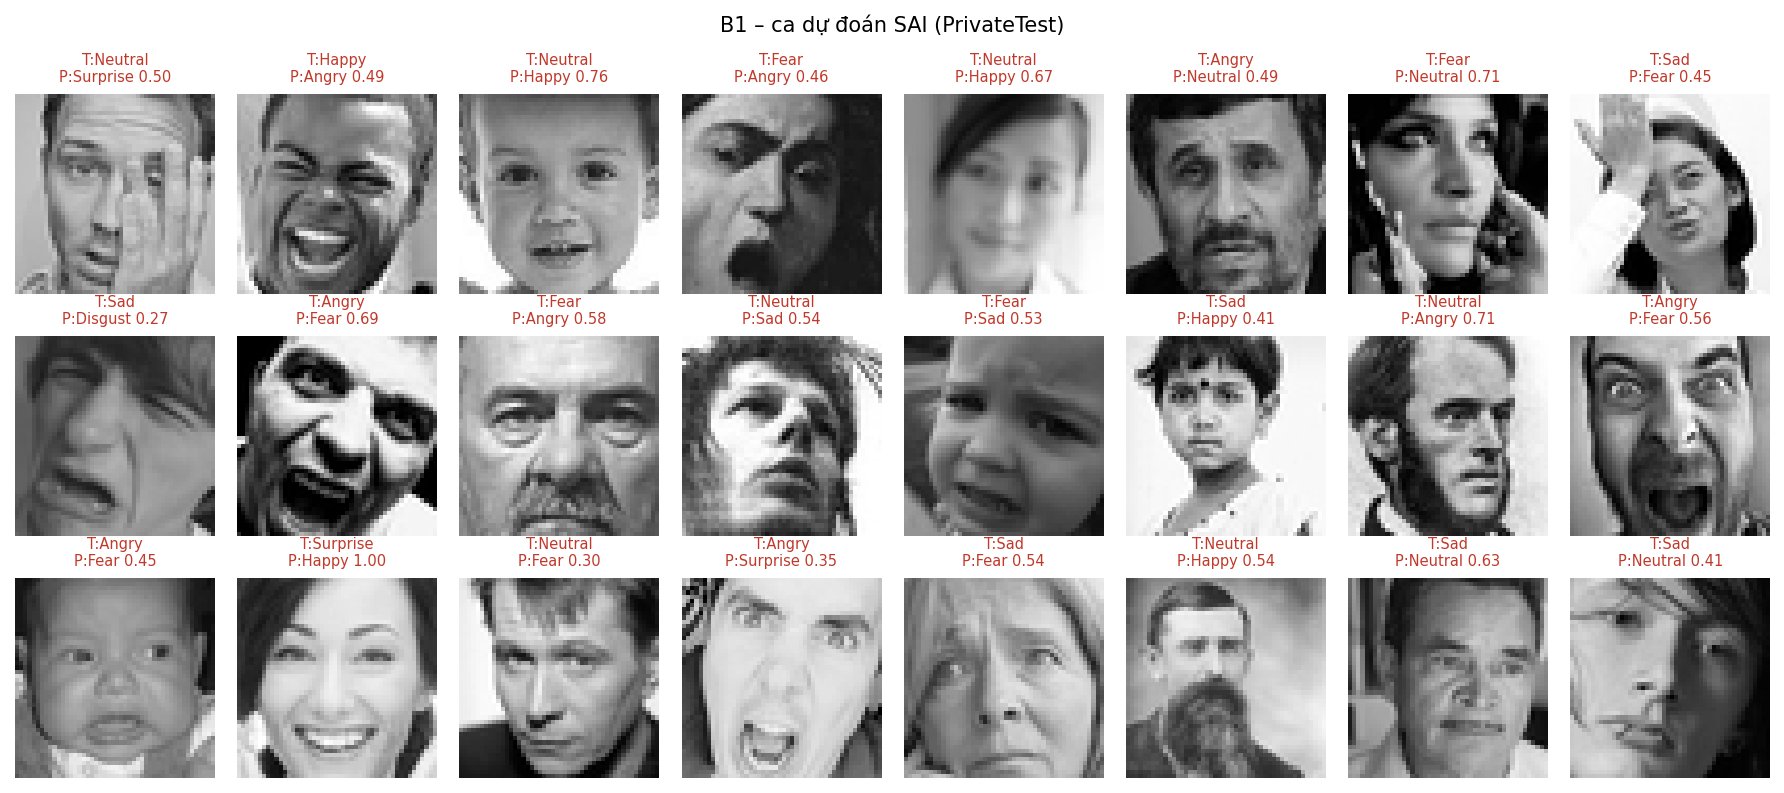 B1 – ca dự đoán SAI (PrivateTest)
T:Neutral
P:Surprise 0.50
T:Happy
P:Angry 0.49
T:Neutral
P:Happy 0.76
T:Fear
P:Angry 0.46
T:Neutral
P:Happy 0.67
T:Angry
P:Neutral 0.49
T:Fear
P:Neutral 0.71
T:Sad
P:Fear 0.45
T:Sad
P:Disgust 0.27
T:Angry
P:Fear 0.69
T:Fear
P:Angry 0.58
T:Neutral
P:Sad 0.54
T:Fear
P:Sad 0.53
T:Sad
P:Happy 0.41
T:Neutral
P:Angry 0.71
T:Angry
P:Fear 0.56
T:Angry
P:Fear 0.45
T:Surprise
P:Happy 1.00
T:Neutral
P:Fear 0.30
T:Angry
P:Surprise 0.35
T:Sad
P:Fear 0.54
T:Neutral
P:Happy 0.54
T:Sad
P:Neutral 0.63
T:Sad
P:Neutral 0.41